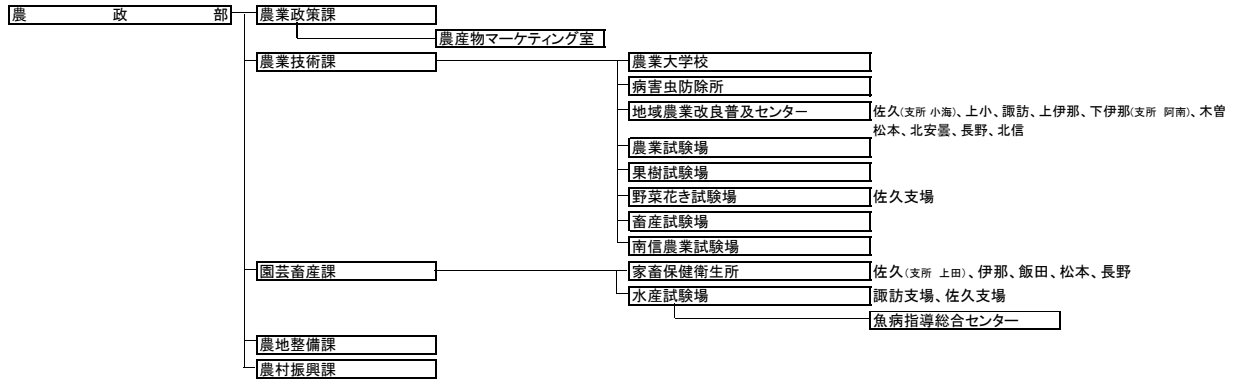 農政部 農業政策課
農産物マーケティング室
農業技術課 農業大学校
病害虫防除所
地域農業改良普及センター 佐久(支所 小海)、上小、諏訪、上伊那、下伊那(支所 阿南)、木曽
松本、北安曇、長野、北信
農業試験場
果樹試験場
野菜花き試験場 佐久支場
畜産試験場
南信農業試験場
園芸畜産課 家畜保健衛生所 佐久(支所 上田)、伊那、飯田、松本、長野
水産試験場 諏訪支場、佐久支場
魚病指導総合センター
農地整備課
農村振興課